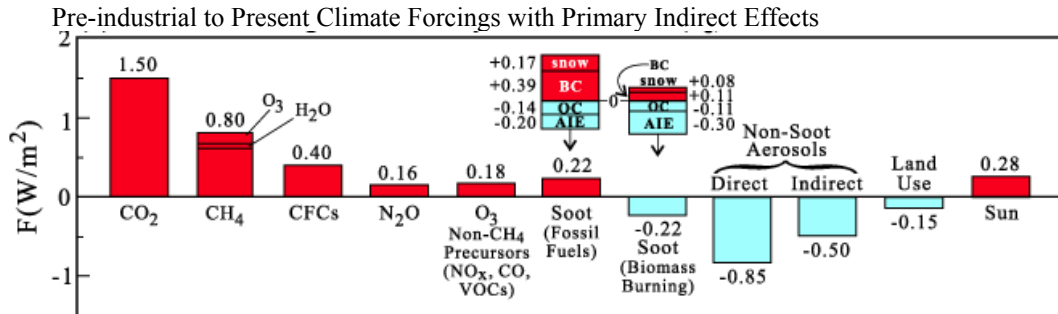 Pre-industrial to Present Climate Forcings with Primary Indirect Effects
F(W/m²)
2
1
0
-1
1.50
CO₂
0.80
O₃
H₂O
CH₄
0.40
CFCs
0.16
N₂O
0.18
O₃
Non-CH₄
Precursors
(NOx, CO,
VOCs)
+0.17 snow
+0.39 BC
-0.14 OC
-0.20 AIE
0
0.22
Soot
(Fossil
Fuels)
BC
snow +0.08
+0.11
OC -0.11
AIE -0.30
-0.22
Soot
(Biomass
Burning)
Non-Soot
Aerosols
Direct
-0.85
Indirect
-0.50
Land
Use
-0.15
0.28
Sun